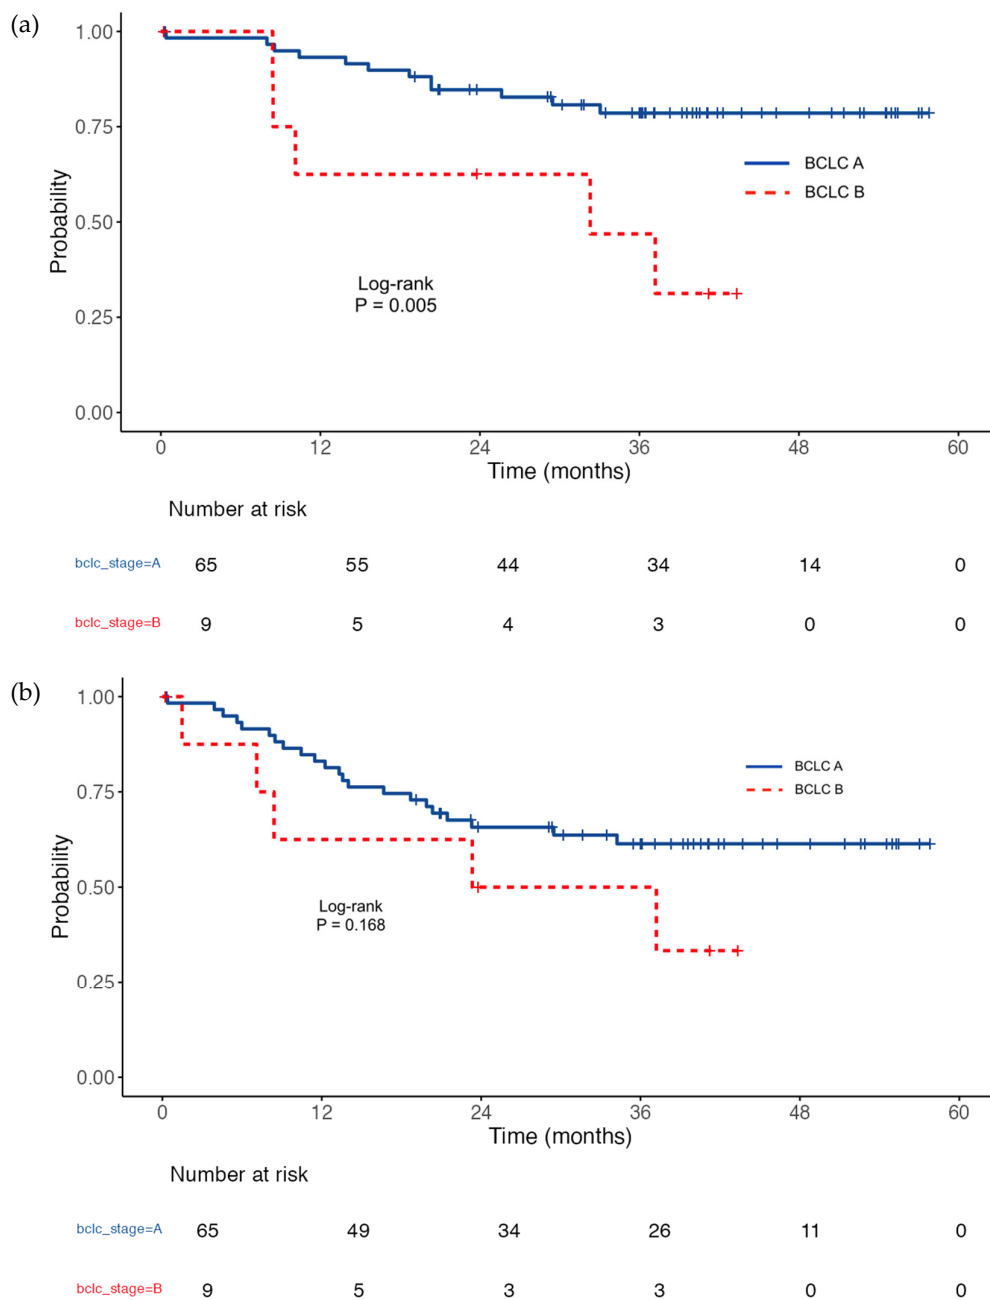 (a)
1.00
0.75
0.50
0.25
0.00
Probability
BCLC A
BCLC B
Log-rank
P = 0.005
0 12 24 36 48 60
Time (months)
Number at risk
bclc_stage=A 65 55 44 34 14 0
bclc_stage=B 9 5 4 3 0 0
(b)
1.00
0.75
0.50
0.25
0.00
Probability
BCLC A
BCLC B
Log-rank
P = 0.168
0 12 24 36 48 60
Time (months)
Number at risk
bclc_stage=A 65 49 34 26 11 0
bclc_stage=B 9 5 3 3 0 0